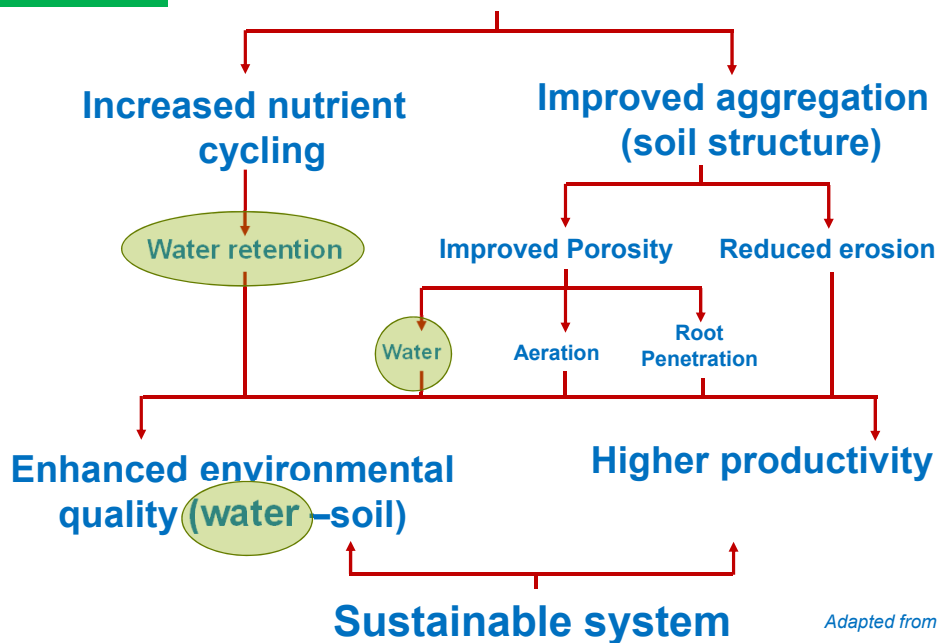 Increased nutrient
cycling
Improved aggregation
(soil structure)
Water retention
Improved Porosity
Reduced erosion
Water
Aeration
Root
Penetration
Enhanced environmental
quality (water –soil)
Higher productivity
Sustainable system
Adapted from